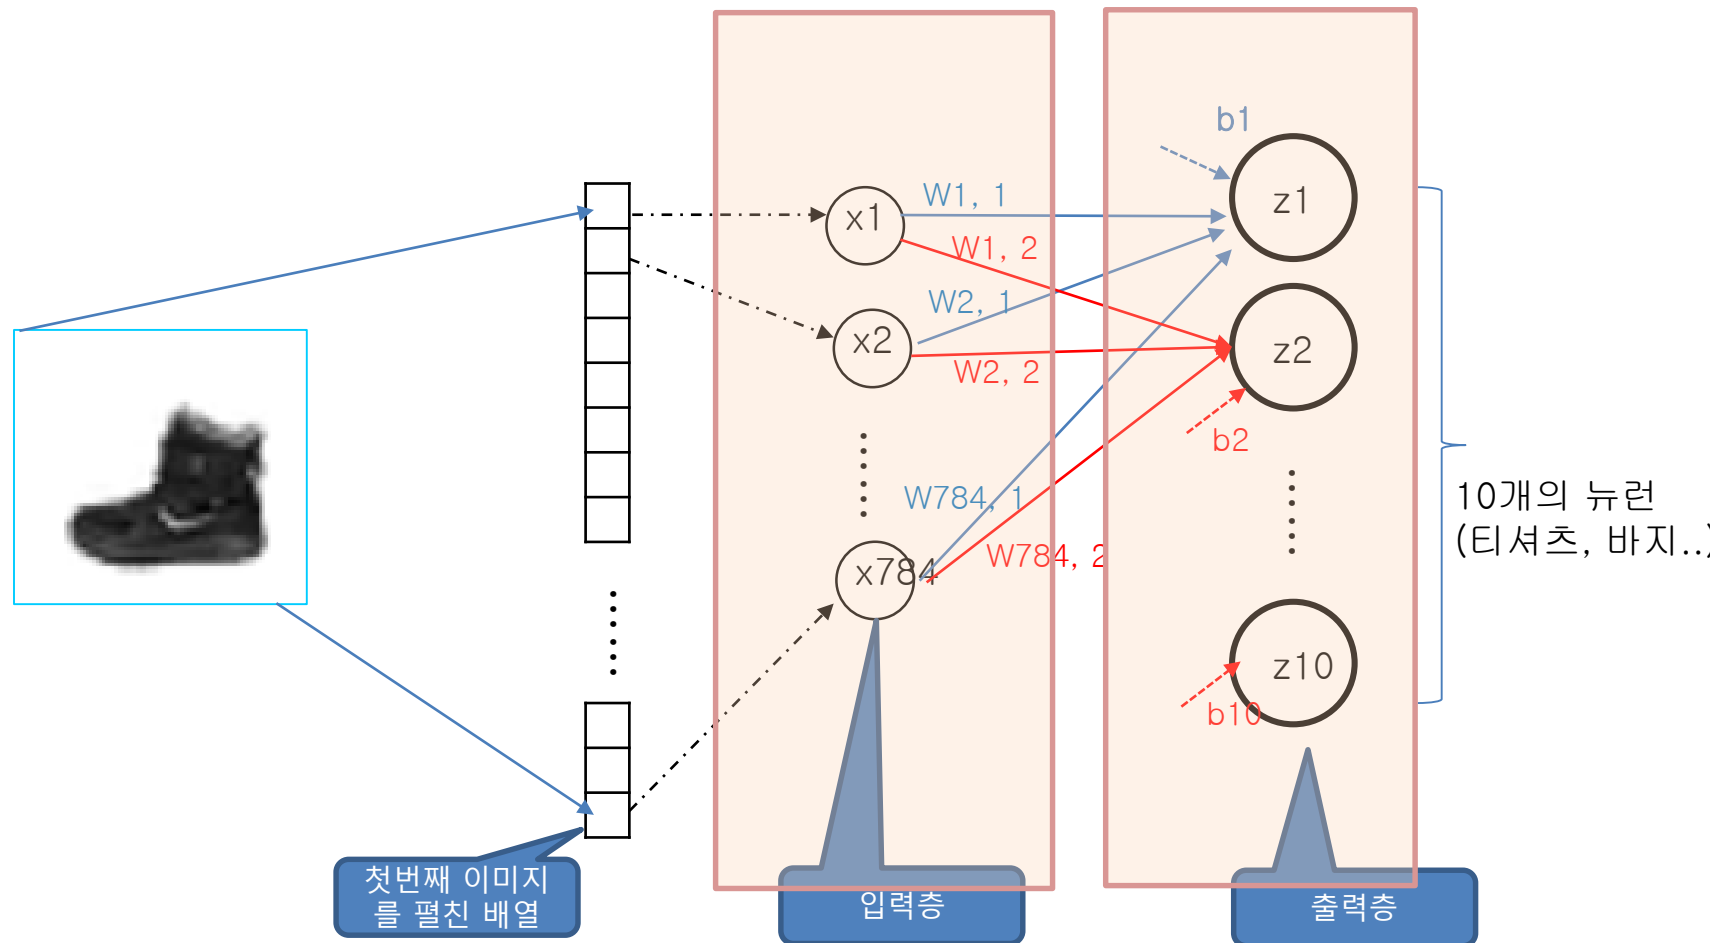 b1
z1
W1, 1
x1
W1, 2
W2, 1
x2
W2, 2
z2
b2
W784, 1
10개의 뉴런
(티셔츠, 바지..)
W784, 2
x784
z10
b10
첫번째 이미지
를 펼친 배열
입력층
출력층